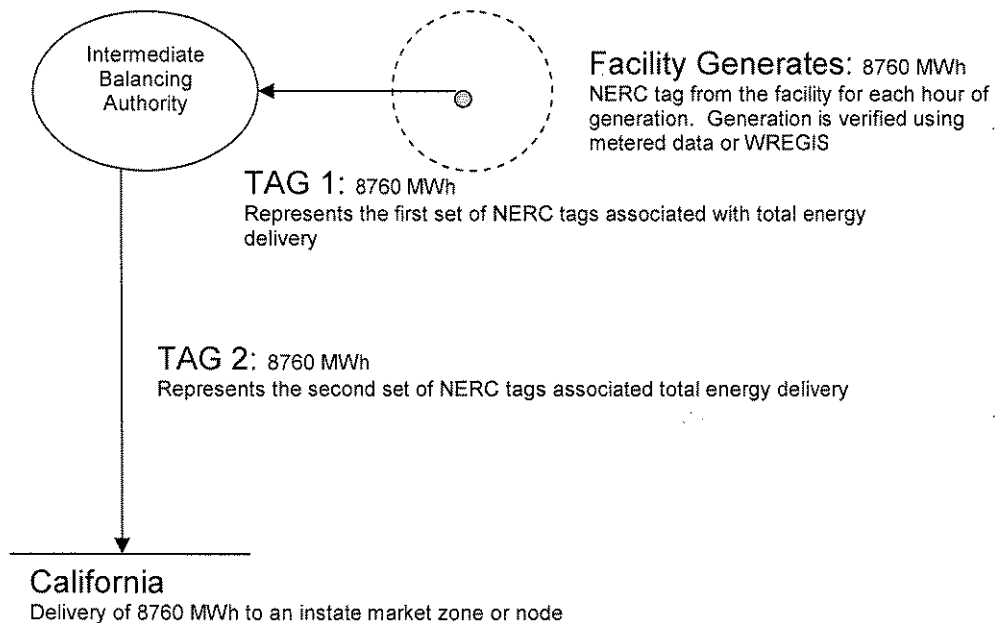 Intermediate
Balancing
Authority
Facility Generates: 8760 MWh
NERC tag from the facility for each hour of
generation. Generation is verified using
metered data or WREGIS
TAG 1: 8760 MWh
Represents the first set of NERC tags associated with total energy
delivery
TAG 2: 8760 MWh
Represents the second set of NERC tags associated total energy delivery
California
Delivery of 8760 MWh to an instate market zone or node